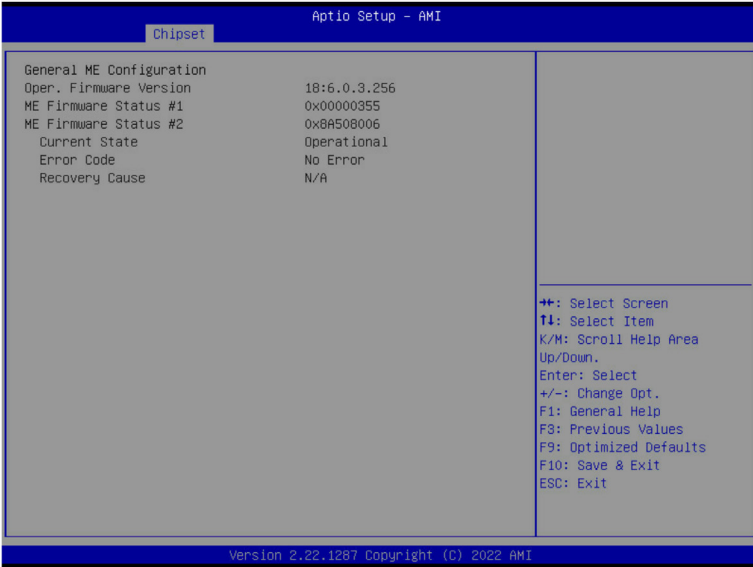 Aptio Setup – AMI
Chipset
General ME Configuration
Oper. Firmware Version 18:6.0.3.256
ME Firmware Status #1 0x00000355
ME Firmware Status #2 0x8A508006
Current State Operational
Error Code No Error
Recovery Cause N/A
→←: Select Screen
↑↓: Select Item
K/M: Scroll Help Area
Up/Down.
Enter: Select
+/-: Change Opt.
F1: General Help
F3: Previous Values
F9: Optimized Defaults
F10: Save & Exit
ESC: Exit
Version 2.22.1287 Copyright (C) 2022 AMI